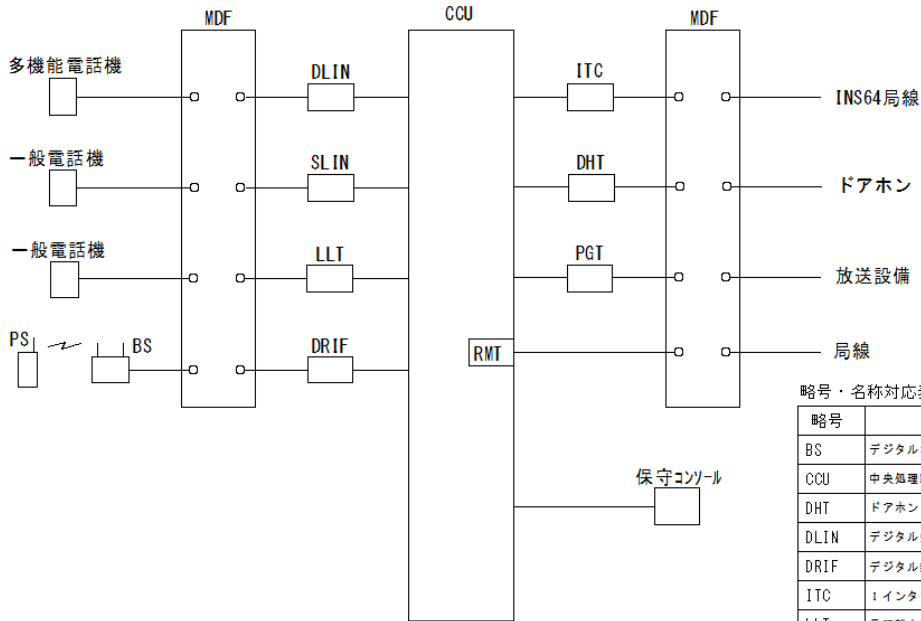 MDF
CCU
MDF
多機能電話機
DLIN
ITC
INS64局線
一般電話機
SLIN
DHT
ドアホン
一般電話機
LLT
PGT
放送設備
PS
BS
DRIF
RMT
局線
保守コンソール
略号・名称対応
略号
BS デジタル
CCU 中央処理
DHT ドアホン
DLIN デジタル
DRIF デジタル
ITC Iインタ